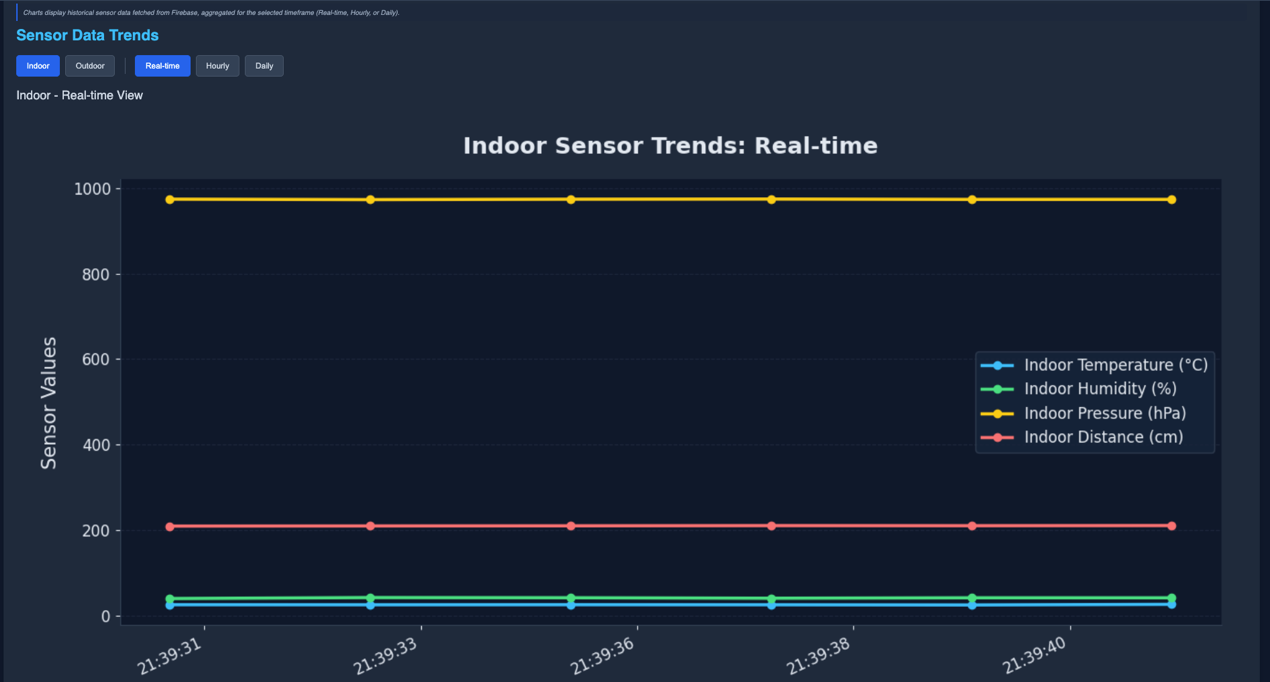 Charts display historical sensor data fetched from Firebase, aggregated for the selected timeframe (Real-time, Hourly, or Daily).
Sensor Data Trends
Indoor Outdoor | Real-time Hourly Daily
Indoor - Real-time View
Indoor Sensor Trends: Real-time
Sensor Values
1000
800
600
400
200
0
Indoor Temperature (°C)
Indoor Humidity (%)
Indoor Pressure (hPa)
Indoor Distance (cm)
21:39:31 21:39:33 21:39:36 21:39:38 21:39:40